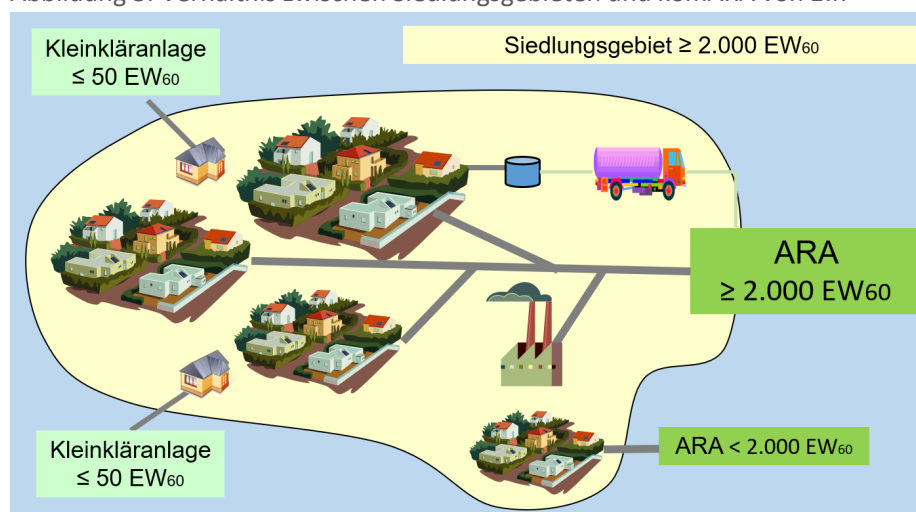 Kleinkläranlage
≤ 50 EW60
Siedlungsgebiet ≥ 2.000 EW60
ARA
≥ 2.000 EW60
Kleinkläranlage
≤ 50 EW60
ARA < 2.000 EW60